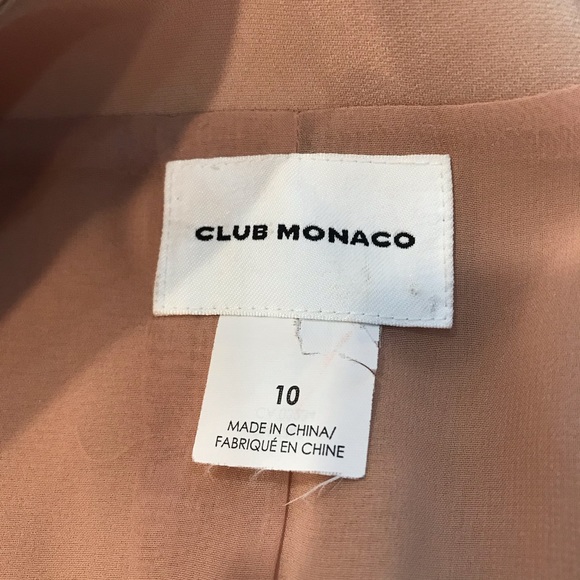 CLUB MONACO
10
MADE IN CHINA/
FABRIQUÉ EN CHINE